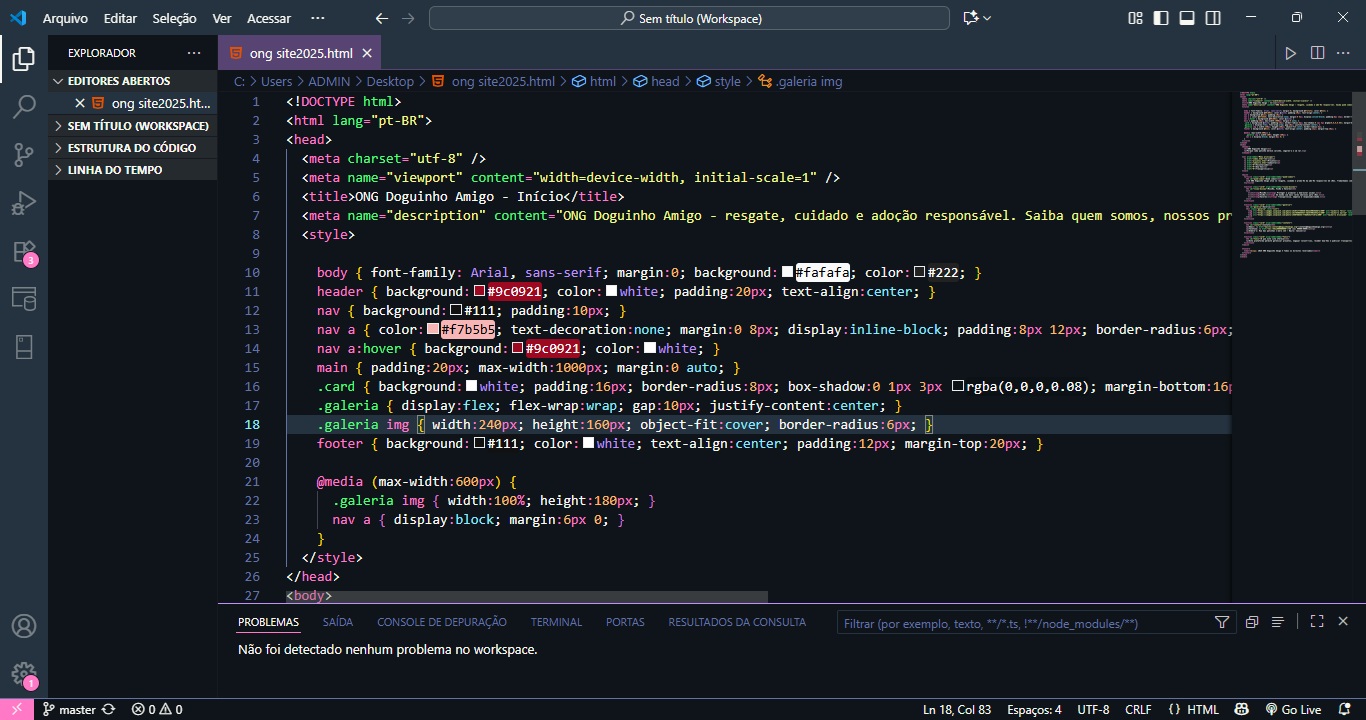 Arquivo Editar Seleção Ver Acessar ··· Sem título (Workspace)
EXPLORADOR ···
ong site2025.html
EDITORES ABERTOS
ong site2025.ht...
SEM TÍTULO (WORKSPACE)
ESTRUTURA DO CÓDIGO
LINHA DO TEMPO
3
1
C: > Users > ADMIN > Desktop > ong site2025.html > html > head > style > .galeria img
1 <!DOCTYPE html>
2 <html lang="pt-BR">
3 <head>
4 <meta charset="utf-8" />
5 <meta name="viewport" content="width=device-width, initial-scale=1" />
6 <title>ONG Doguinho Amigo - Início</title>
7 <meta name="description" content="ONG Doguinho Amigo - resgate, cuidado e adoção responsável. Saiba quem somos, nossos pr
8 <style>
9
10 body { font-family: Arial, sans-serif; margin:0; background:#fafafa; color:#222; }
11 header { background:#9c0921; color:white; padding:20px; text-align:center; }
12 nav { background:#111; padding:10px; }
13 nav a { color:#f7b5b5; text-decoration:none; margin:0 8px; display:inline-block; padding:8px 12px; border-radius:6px;
14 nav a:hover { background:#9c0921; color:white; }
15 main { padding:20px; max-width:1000px; margin:0 auto; }
16 .card { background:white; padding:16px; border-radius:8px; box-shadow:0 1px 3px rgba(0,0,0,0.08); margin-bottom:16p
17 .galeria { display:flex; flex-wrap:wrap; gap:10px; justify-content:center; }
18 .galeria img { width:240px; height:160px; object-fit:cover; border-radius:6px; }
19 footer { background:#111; color:white; text-align:center; padding:12px; margin-top:20px; }
20
21 @media (max-width:600px) {
22 .galeria img { width:100%; height:180px; }
23 nav a { display:block; margin:6px 0; }
24 }
25 </style>
26 </head>
27 <body>
PROBLEMAS SAÍDA CONSOLE DE DEPURAÇÃO TERMINAL PORTAS RESULTADOS DA CONSULTA Filtrar (por exemplo, texto, **/*.ts, !**/node_modules/**)
Não foi detectado nenhum problema no workspace.
master 0 0 Ln 18, Col 83 Espaços: 4 UTF-8 CRLF {} HTML Go Live